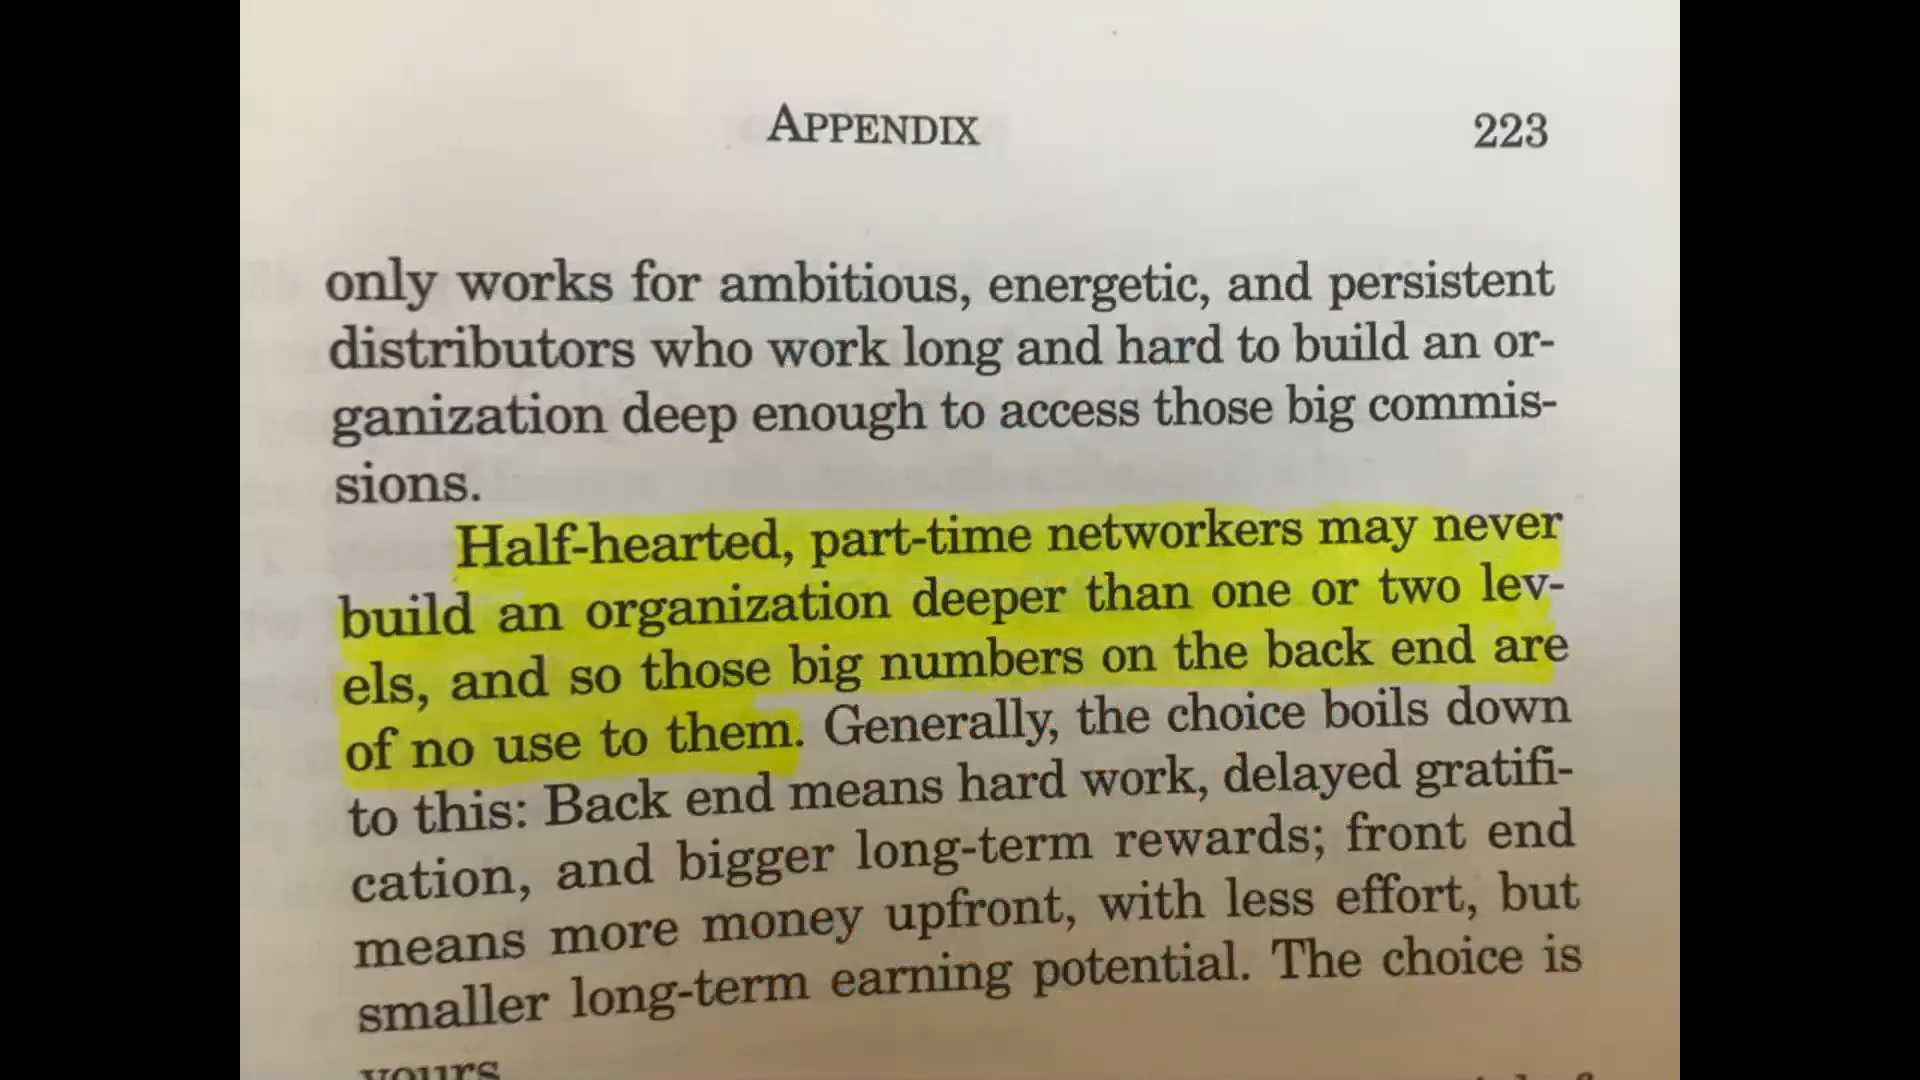 APPENDIX 223
only works for ambitious, energetic, and persistent
distributors who work long and hard to build an or-
ganization deep enough to access those big commis-
sions.
Half-hearted, part-time networkers may never
build an organization deeper than one or two lev-
els, and so those big numbers on the back end are
of no use to them. Generally, the choice boils down
to this: Back end means hard work, delayed gratifi-
cation, and bigger long-term rewards; front end
means more money upfront, with less effort, but
smaller long-term earning potential. The choice is
yours